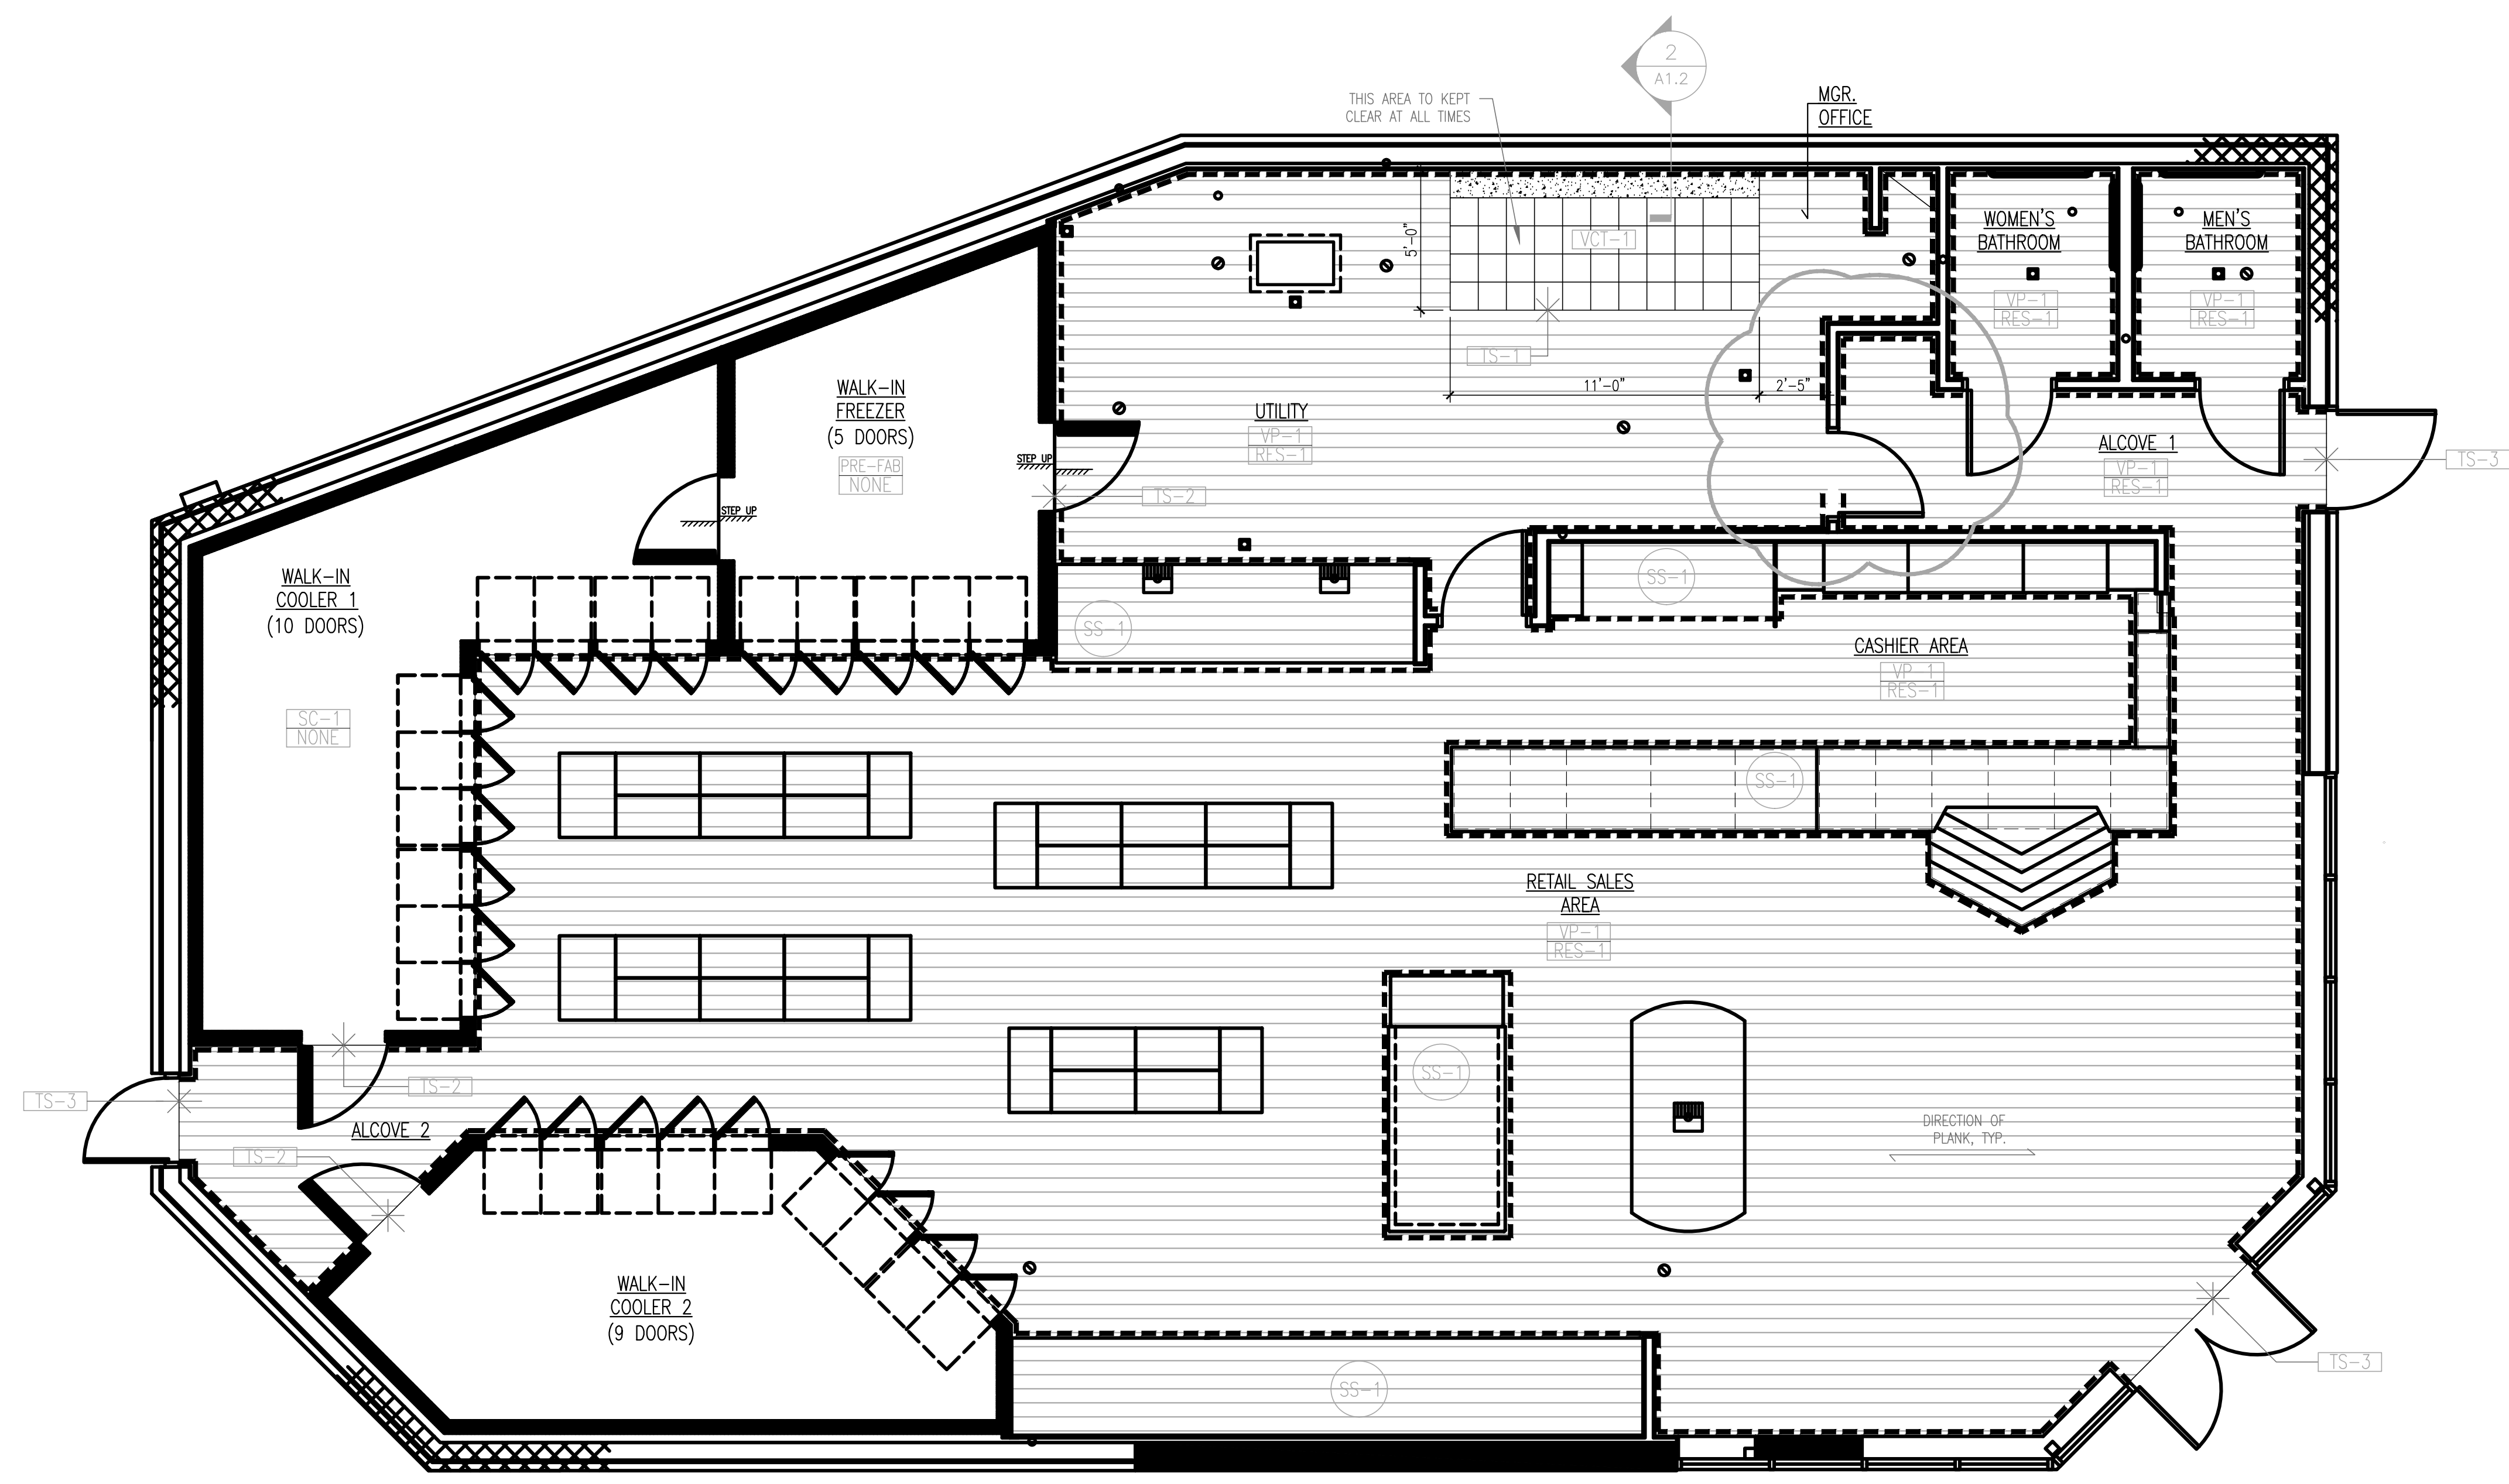 2
A1.2
THIS AREA TO KEPT
CLEAR AT ALL TIMES
MGR.
OFFICE
VCT-1
5'-0"
WOMEN'S
BATHROOM
VP-1
RES-1
MEN'S
BATHROOM
VP-1
RES-1
TS-1
11'-0"
2'-5"
WALK-IN
FREEZER
(5 DOORS)
PRE-FAB
NONE
UTILITY
VP-1
RES-1
ALCOVE 1
VP-1
RES-1
TS-3
STEP UP
TS-2
STEP UP
WALK-IN
COOLER 1
(10 DOORS)
SC-1
NONE
SS-1
SS-1
CASHIER AREA
VP-1
RES-1
SS-1
RETAIL SALES
AREA
VP-1
RES-1
SS-1
TS-3
TS-2
ALCOVE 2
TS-2
DIRECTION OF
PLANK, TYP.
WALK-IN
COOLER 2
(9 DOORS)
SS-1
TS-3